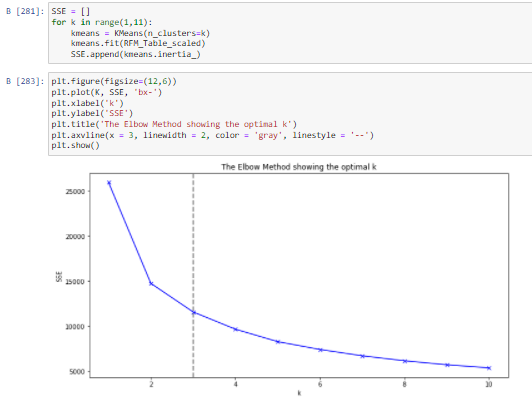 B [281]: SSE = []
for k in range(1,11):
    kmeans = KMeans(n_clusters=k)
    kmeans.fit(RFM_Table_scaled)
    SSE.append(kmeans.inertia_)
B [283]: plt.figure(figsize=(12,6))
plt.plot(K, SSE, 'bx-')
plt.xlabel('k')
plt.ylabel('SSE')
plt.title('The Elbow Method showing the optimal k')
plt.axvline(x = 3, linewidth = 2, color = 'gray', linestyle = '--')
plt.show()
The Elbow Method showing the optimal k
25000
20000
15000
10000
5000
SSE
2 4 6 8 10
k